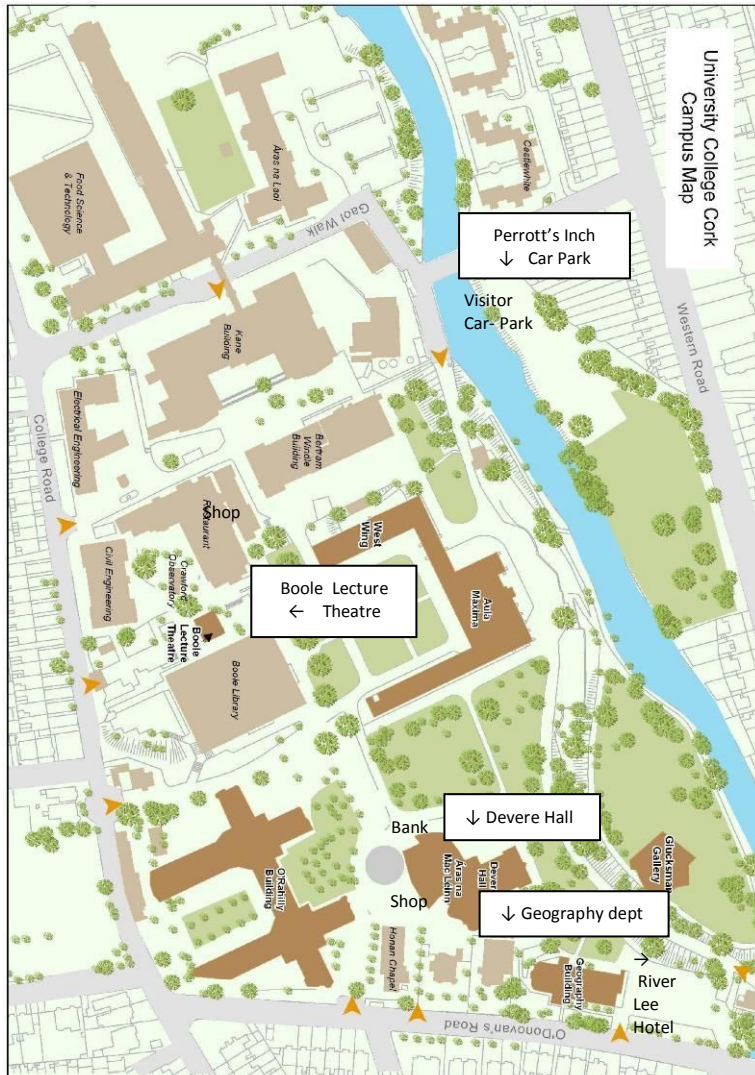 University College Cork
Campus Map
Castlewhite
Western Road
Perrott's Inch
↓ Car Park
Visitor
Car- Park
Áras na Laoi
Gaol Walk
Food Science
& Technology
Kane
Building
Electrical Engineering
College Road
Bertram
Windle
Building
Restaurant
Shop
West
Wing
Aula
Maxima
Crawford
Observatory
Civil Engineering
Boole Lecture
← Theatre
Boole
Lecture
Theatre
Boole Library
↓ Devere Hall
Bank
Glucksman
Gallery
Devere
Hall
Áras na
Mac Léinn
Shop
O'Rahilly
Building
↓ Geography dept
Honan Chapel
Geography
Building
→
River
Lee
Hotel
O'Donovan's Road